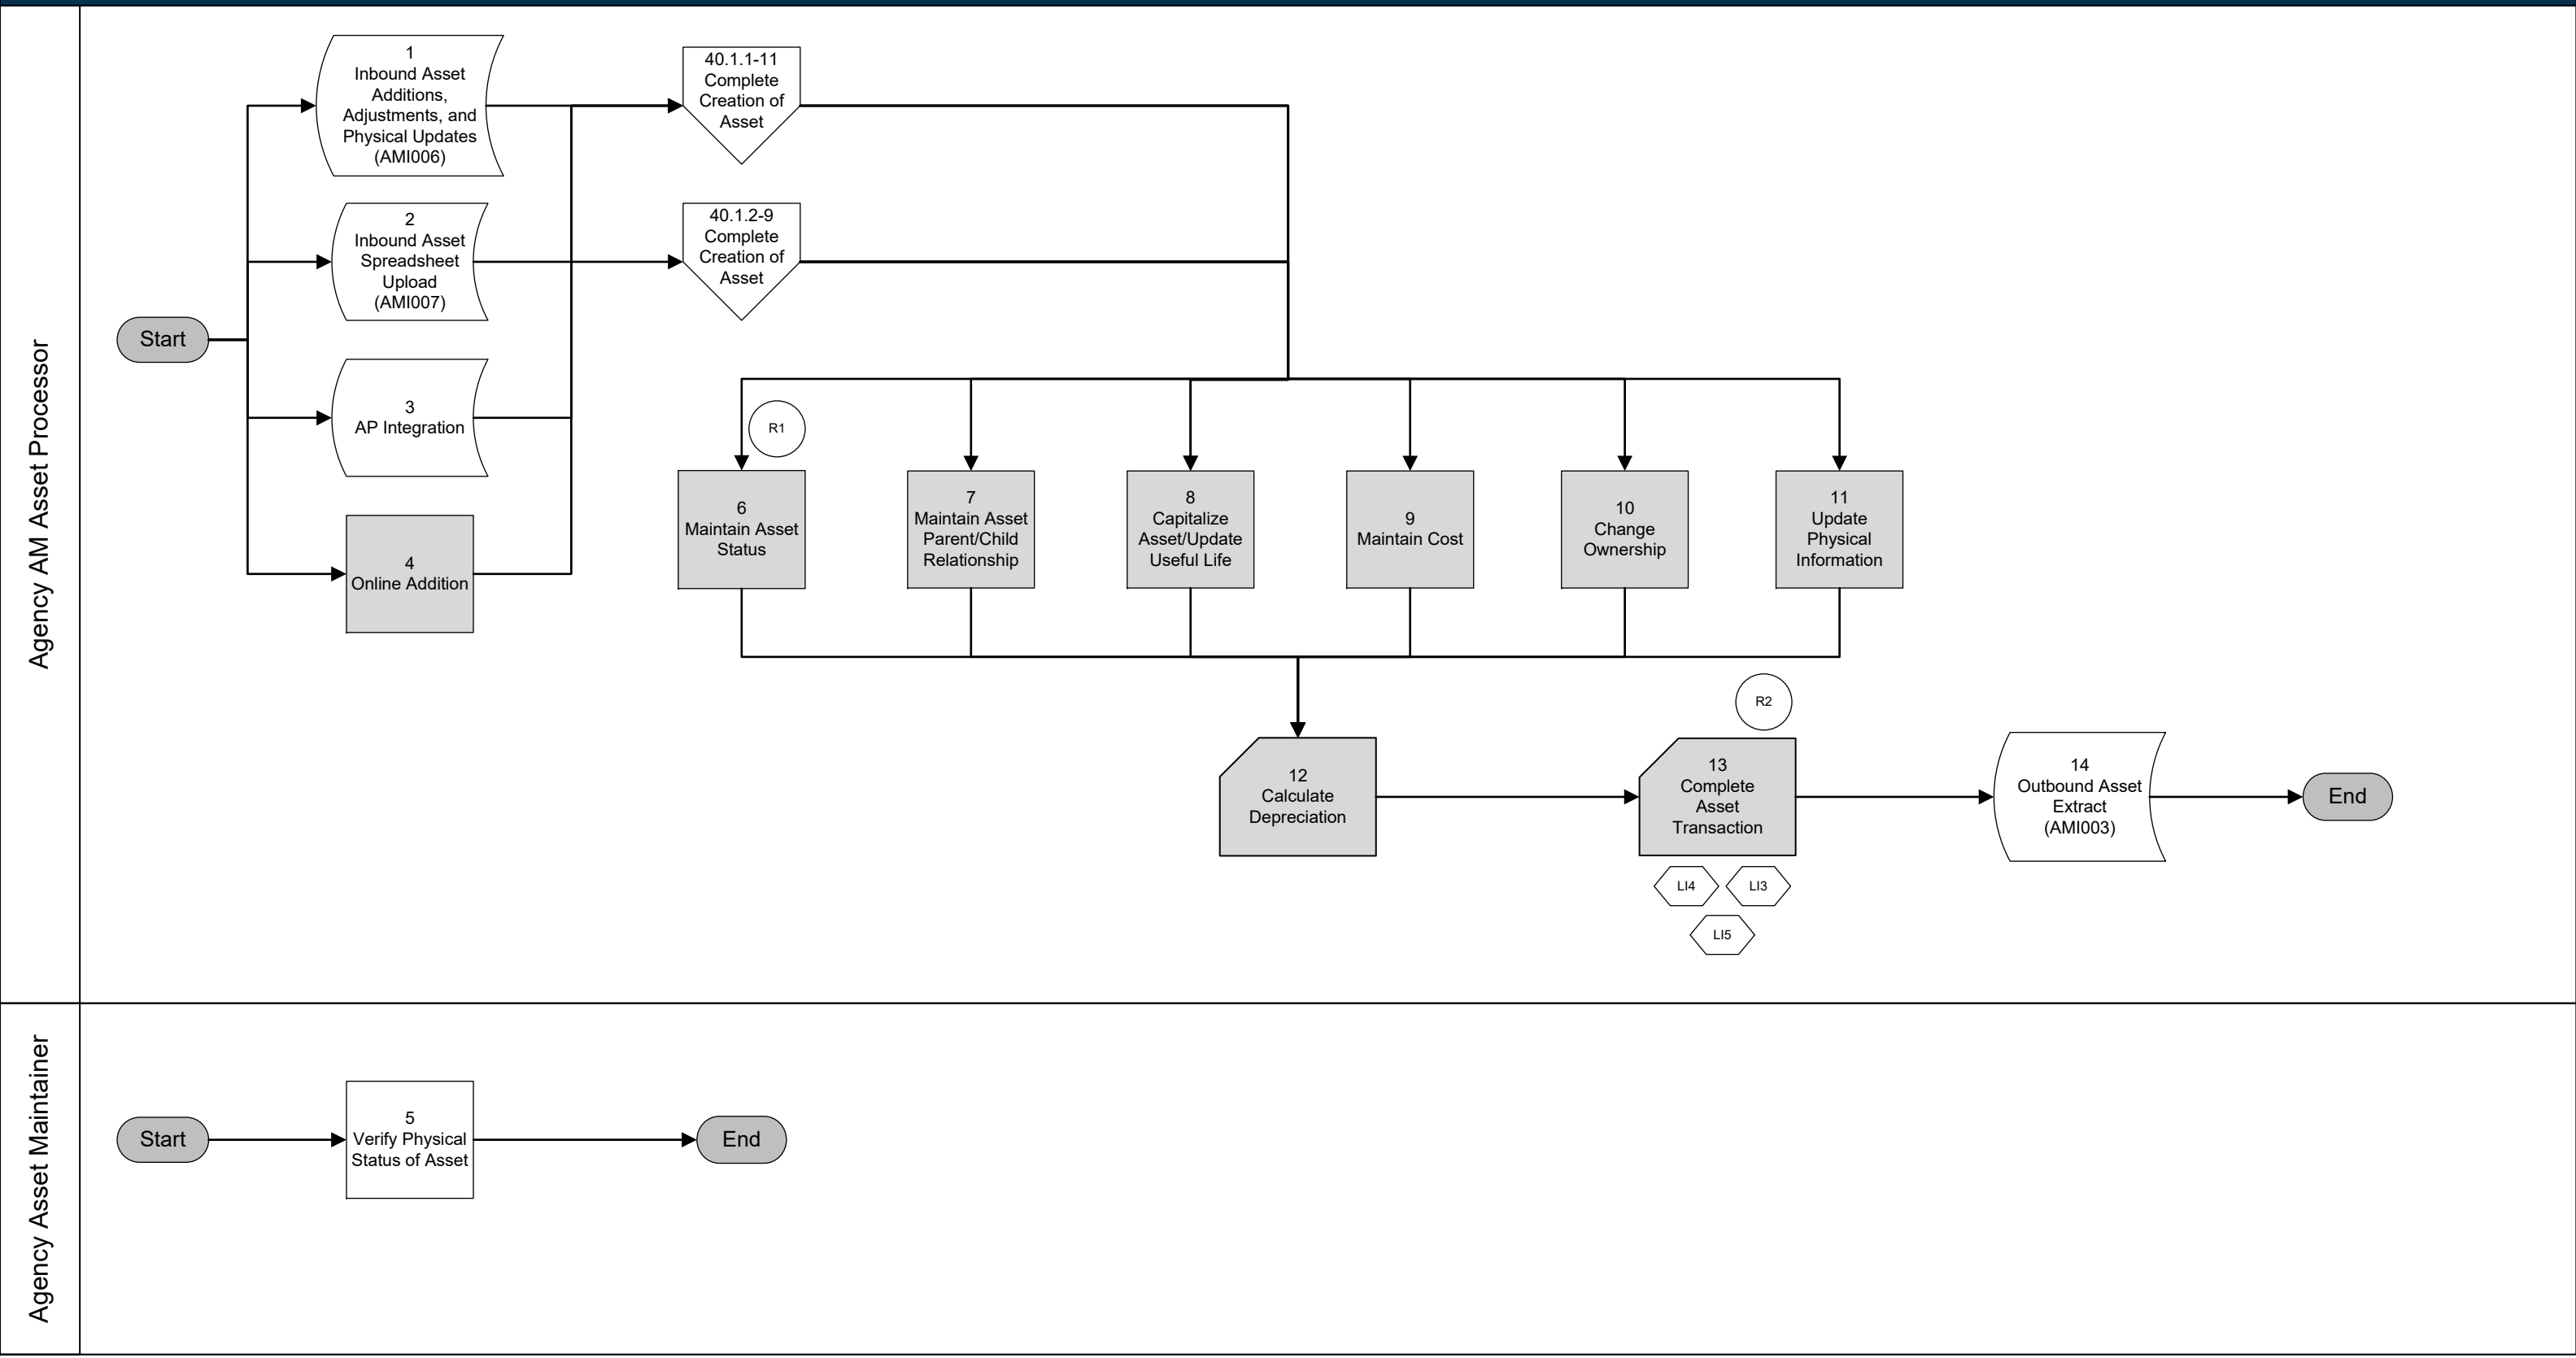 Agency AM Asset Processor
Start
1
Inbound Asset
Additions,
Adjustments, and
Physical Updates
(AMI006)
2
Inbound Asset
Spreadsheet
Upload
(AMI007)
3
AP Integration
4
Online Addition
40.1.1-11
Complete
Creation of
Asset
40.1.2-9
Complete
Creation of
Asset
R1
6
Maintain Asset
Status
7
Maintain Asset
Parent/Child
Relationship
8
Capitalize
Asset/Update
Useful Life
9
Maintain Cost
10
Change
Ownership
11
Update
Physical
Information
12
Calculate
Depreciation
R2
13
Complete
Asset
Transaction
LI4
LI3
LI5
14
Outbound Asset
Extract
(AMI003)
End
Agency Asset Maintainer
Start
5
Verify Physical
Status of Asset
End